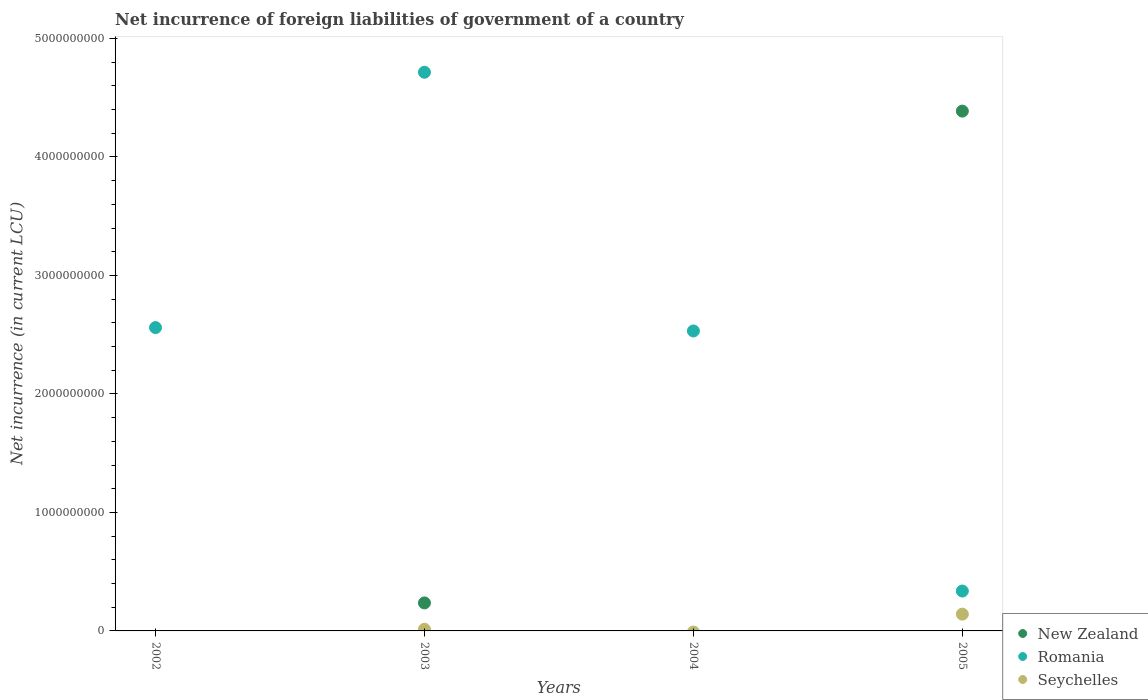 Net incurrence of foreign liabilities of government of a country
Net incurrence (in current LCU)
5000000000
4000000000
3000000000
2000000000
1000000000
0
2002
2003
2004
2005
Years
New Zealand
Romania
Seychelles